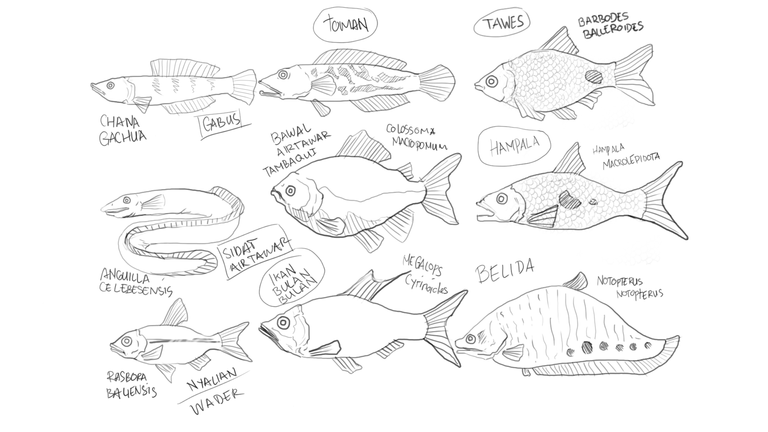 CHANA
GACHUA
GABUS
TOMAN
TAWES
BARBODES
BALLEROIDES
BAWAL
AIRTAWAR
TAMBAQUI
COLOSSOMA
MACROPOMUM
HAMPALA
HAMPALA
MACROLEPIDOTA
ANGUILLA
CELEBESENSIS
SIDAT
AIRTAWAR
IKAN
BULAN
BULAN
MEGALOPS
Cyprinoides
BELIDA
NOTOPTERUS
NOTOPTERUS
RASBORA
BALIENSIS
NYALIAN
WADER